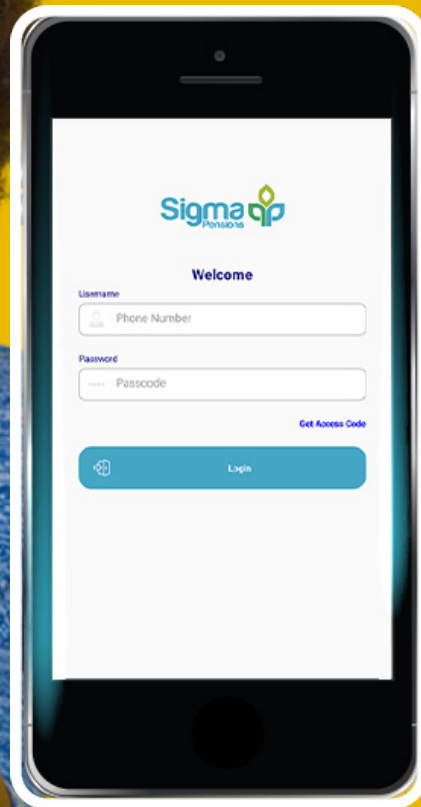 Sigma
Pensions
Welcome
Username
Phone Number
Password
Passcode
Get Access Code
Login